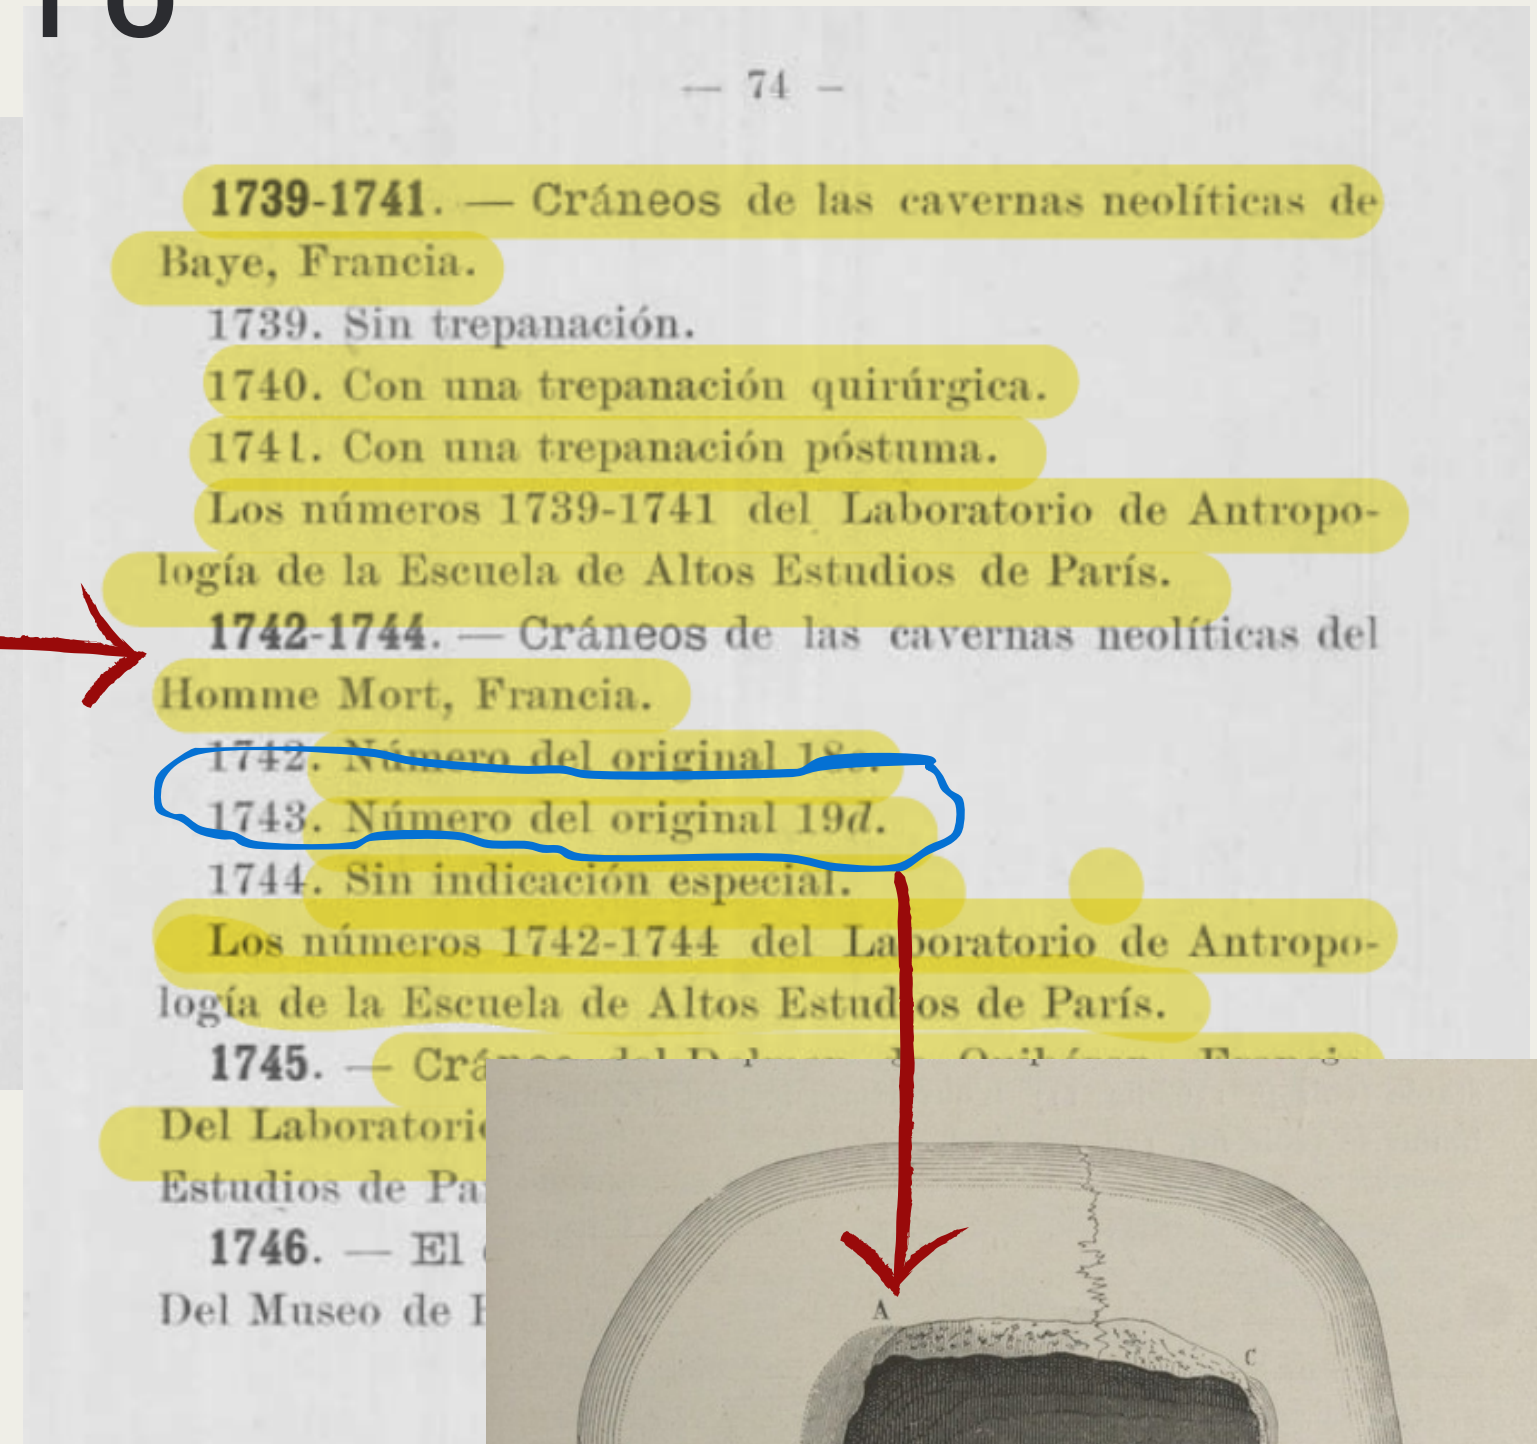 — 74 –
1739-1741. — Cráneos de las cavernas neolíticas de
Baye, Francia.
1739. Sin trepanación.
1740. Con una trepanación quirúrgica.
1741. Con una trepanación póstuma.
Los números 1739-1741 del Laboratorio de Antropo-
logía de la Escuela de Altos Estudios de París.
1742-1744. — Cráneos de las cavernas neolíticas del
Homme Mort, Francia.
1742. Número del original
1743. Número del original 19d.
1744. Sin indicación especial.
Los números 1742-1744 del Laboratorio de Antropo-
logía de la Escuela de Altos Estudios de París.
1745. —
Del
Estudios de
1746. — El
Del Museo de
A
C